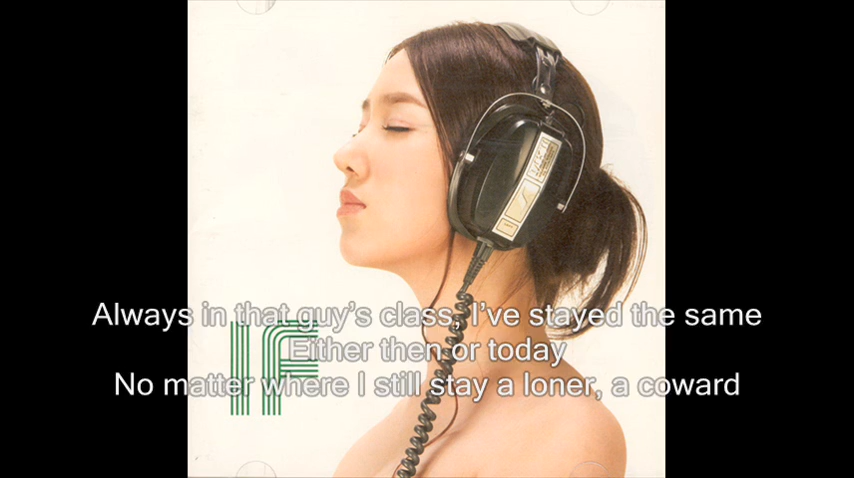 Always in that guy's class, I've stayed the same
IF
Either then or today
No matter where I still stay a loner, a coward